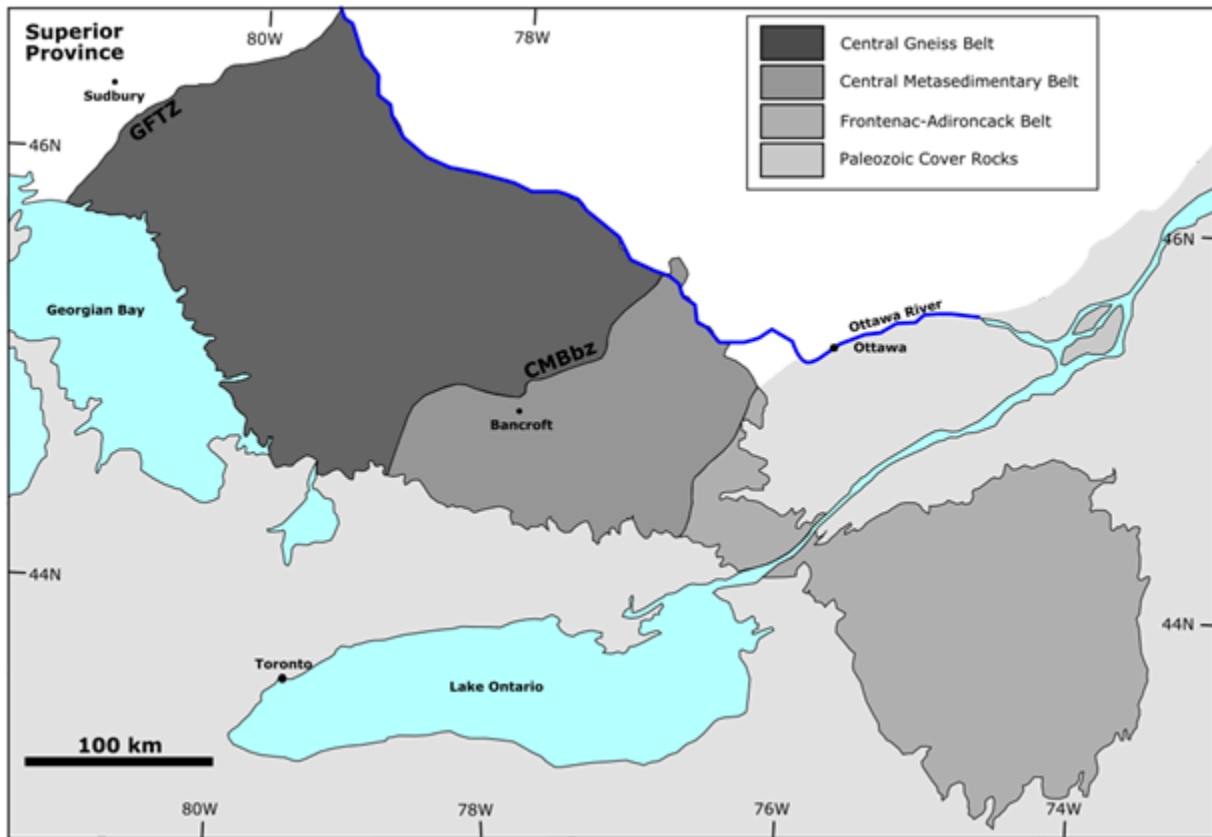 80W
78W
Superior
Province
Sudbury
GFTZ
46N
Central Gneiss Belt
Central Metasedimentary Belt
Frontenac-Adironcack Belt
Paleozoic Cover Rocks
46N
Georgian Bay
Ottawa River
Ottawa
CMBbz
Bancroft
44N
44N
Toronto
Lake Ontario
100 km
80W
78W
76W
74W